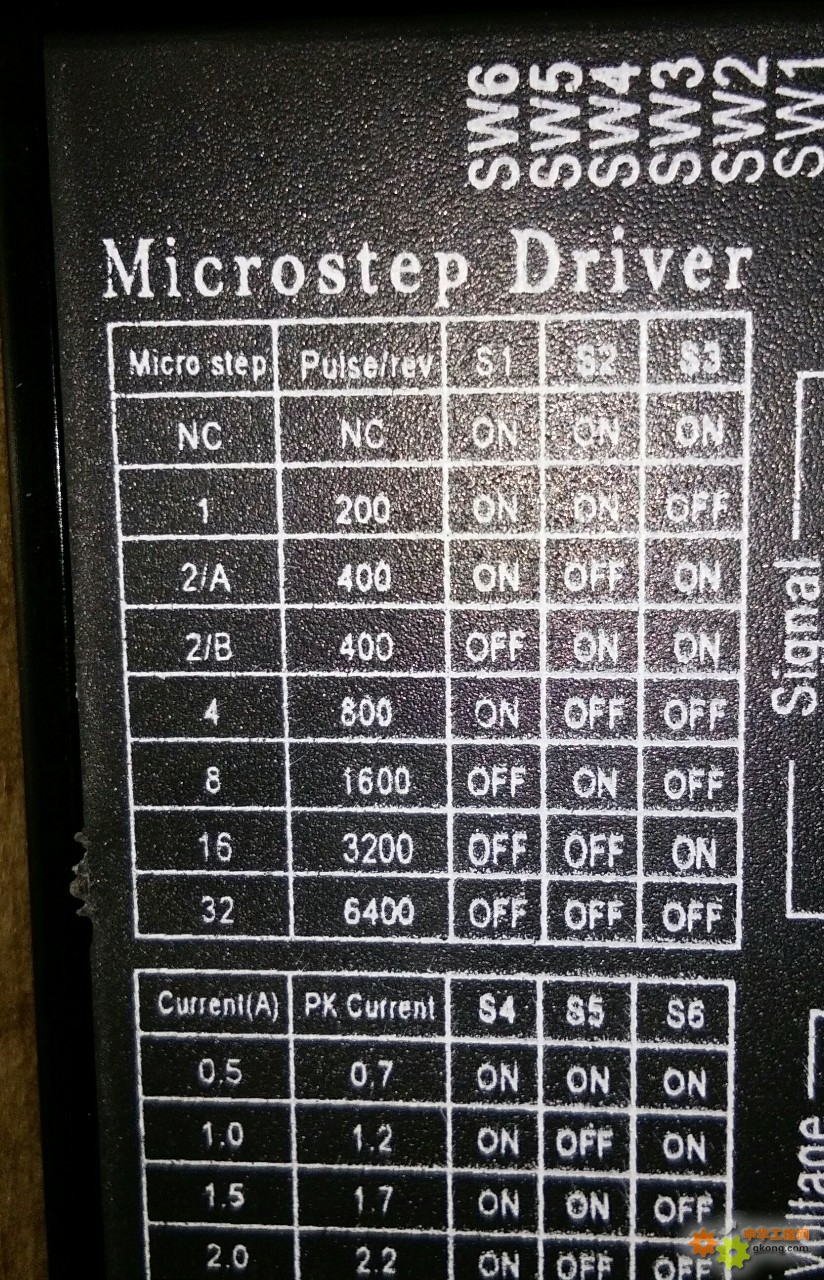 SW6
SW5
SW4
SW3
SW2
SW1
Microstep Driver
Micro step Pulse/rev S1 S2 S3
NC NC ON ON ON
1 200 ON ON OFF
2/A 400 ON OFF ON
2/B 400 OFF ON ON
4 800 ON OFF OFF
8 1600 OFF ON OFF
16 3200 OFF OFF ON
32 6400 OFF OFF OFF
Signal
Current(A) PK Current S4 S5 S6
0.5 0.7 ON ON ON
1.0 1.2 ON OFF ON
1.5 1.7 ON ON OFF
2.0 2.2 ON OFF OFF
gkong.com